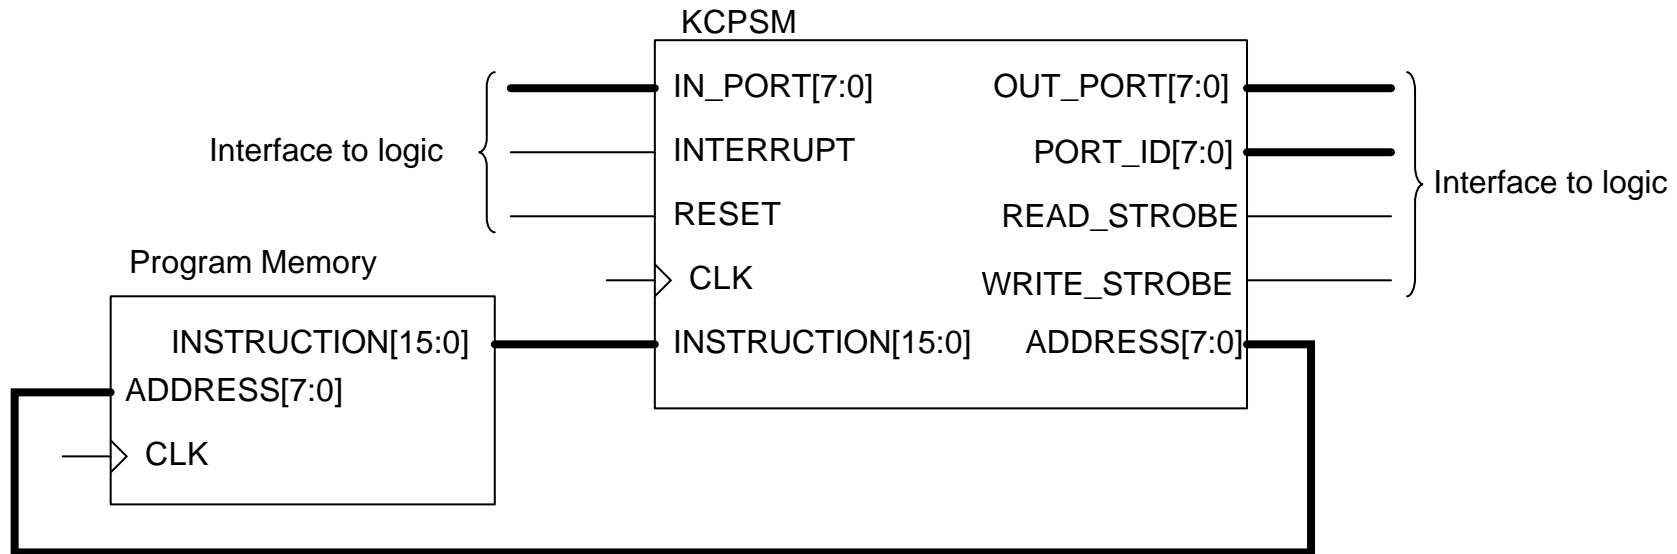 KCPSM
IN_PORT[7:0]
OUT_PORT[7:0]
Interface to logic
INTERRUPT
PORT_ID[7:0]
Interface to logic
RESET
READ_STROBE
Program Memory
CLK
WRITE_STROBE
INSTRUCTION[15:0]
INSTRUCTION[15:0]
ADDRESS[7:0]
ADDRESS[7:0]
CLK